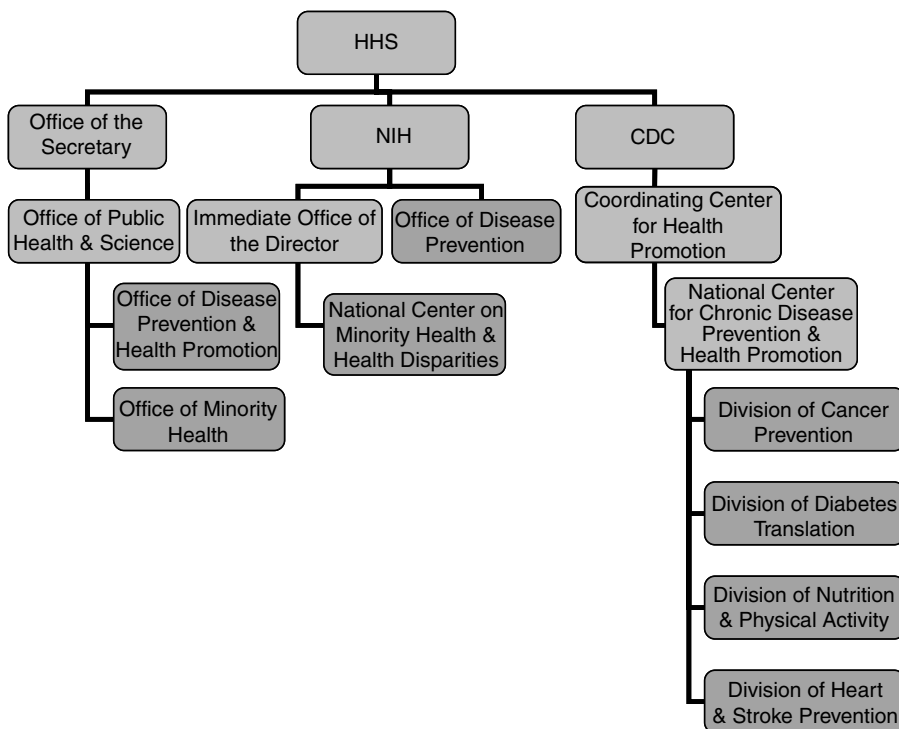 HHS
Office of the
Secretary
NIH
CDC
Office of Public
Health & Science
Immediate Office of
the Director
Office of Disease
Prevention
Coordinating Center
for Health
Promotion
Office of Disease
Prevention &
Health Promotion
National Center on
Minority Health &
Health Disparities
National Center
for Chronic Disease
Prevention &
Health Promotion
Office of Minority
Health
Division of Cancer
Prevention
Division of Diabetes
Translation
Division of Nutrition
& Physical Activity
Division of Heart
& Stroke Prevention